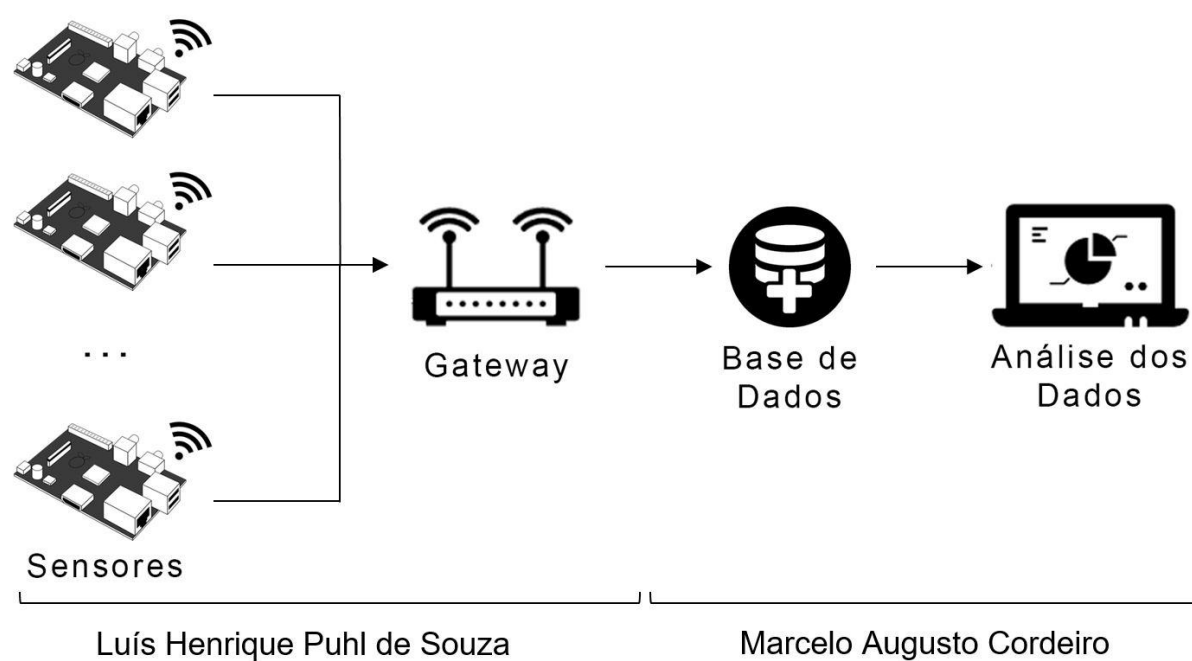 ...
Gateway
Base de
Dados
Análise dos
Dados
Sensores
Luís Henrique Puhl de Souza
Marcelo Augusto Cordeiro